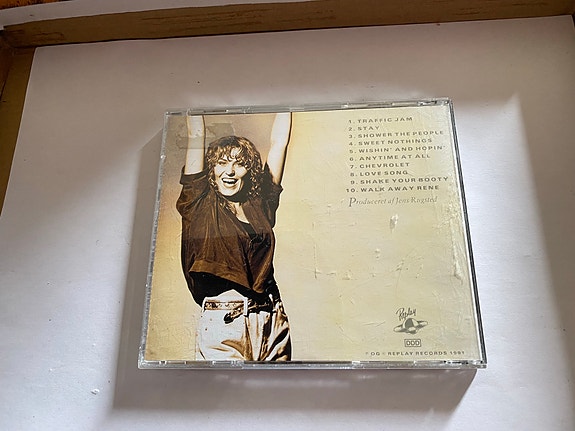 1. TRAFFIC JAM
2. STAY
3. SHOWER THE PEOPLE
4. SWEET NOTHINGS
5. WISHIN' AND HOPIN'
6. ANYTIME AT ALL
7. CHEVROLET
8. LOVE SONG
9. SHAKE YOUR BOOTY
10. WALK AWAY RENE
Produceret af Jens Rugsted
Replay
DDD
REPLAY RECORDS 1991